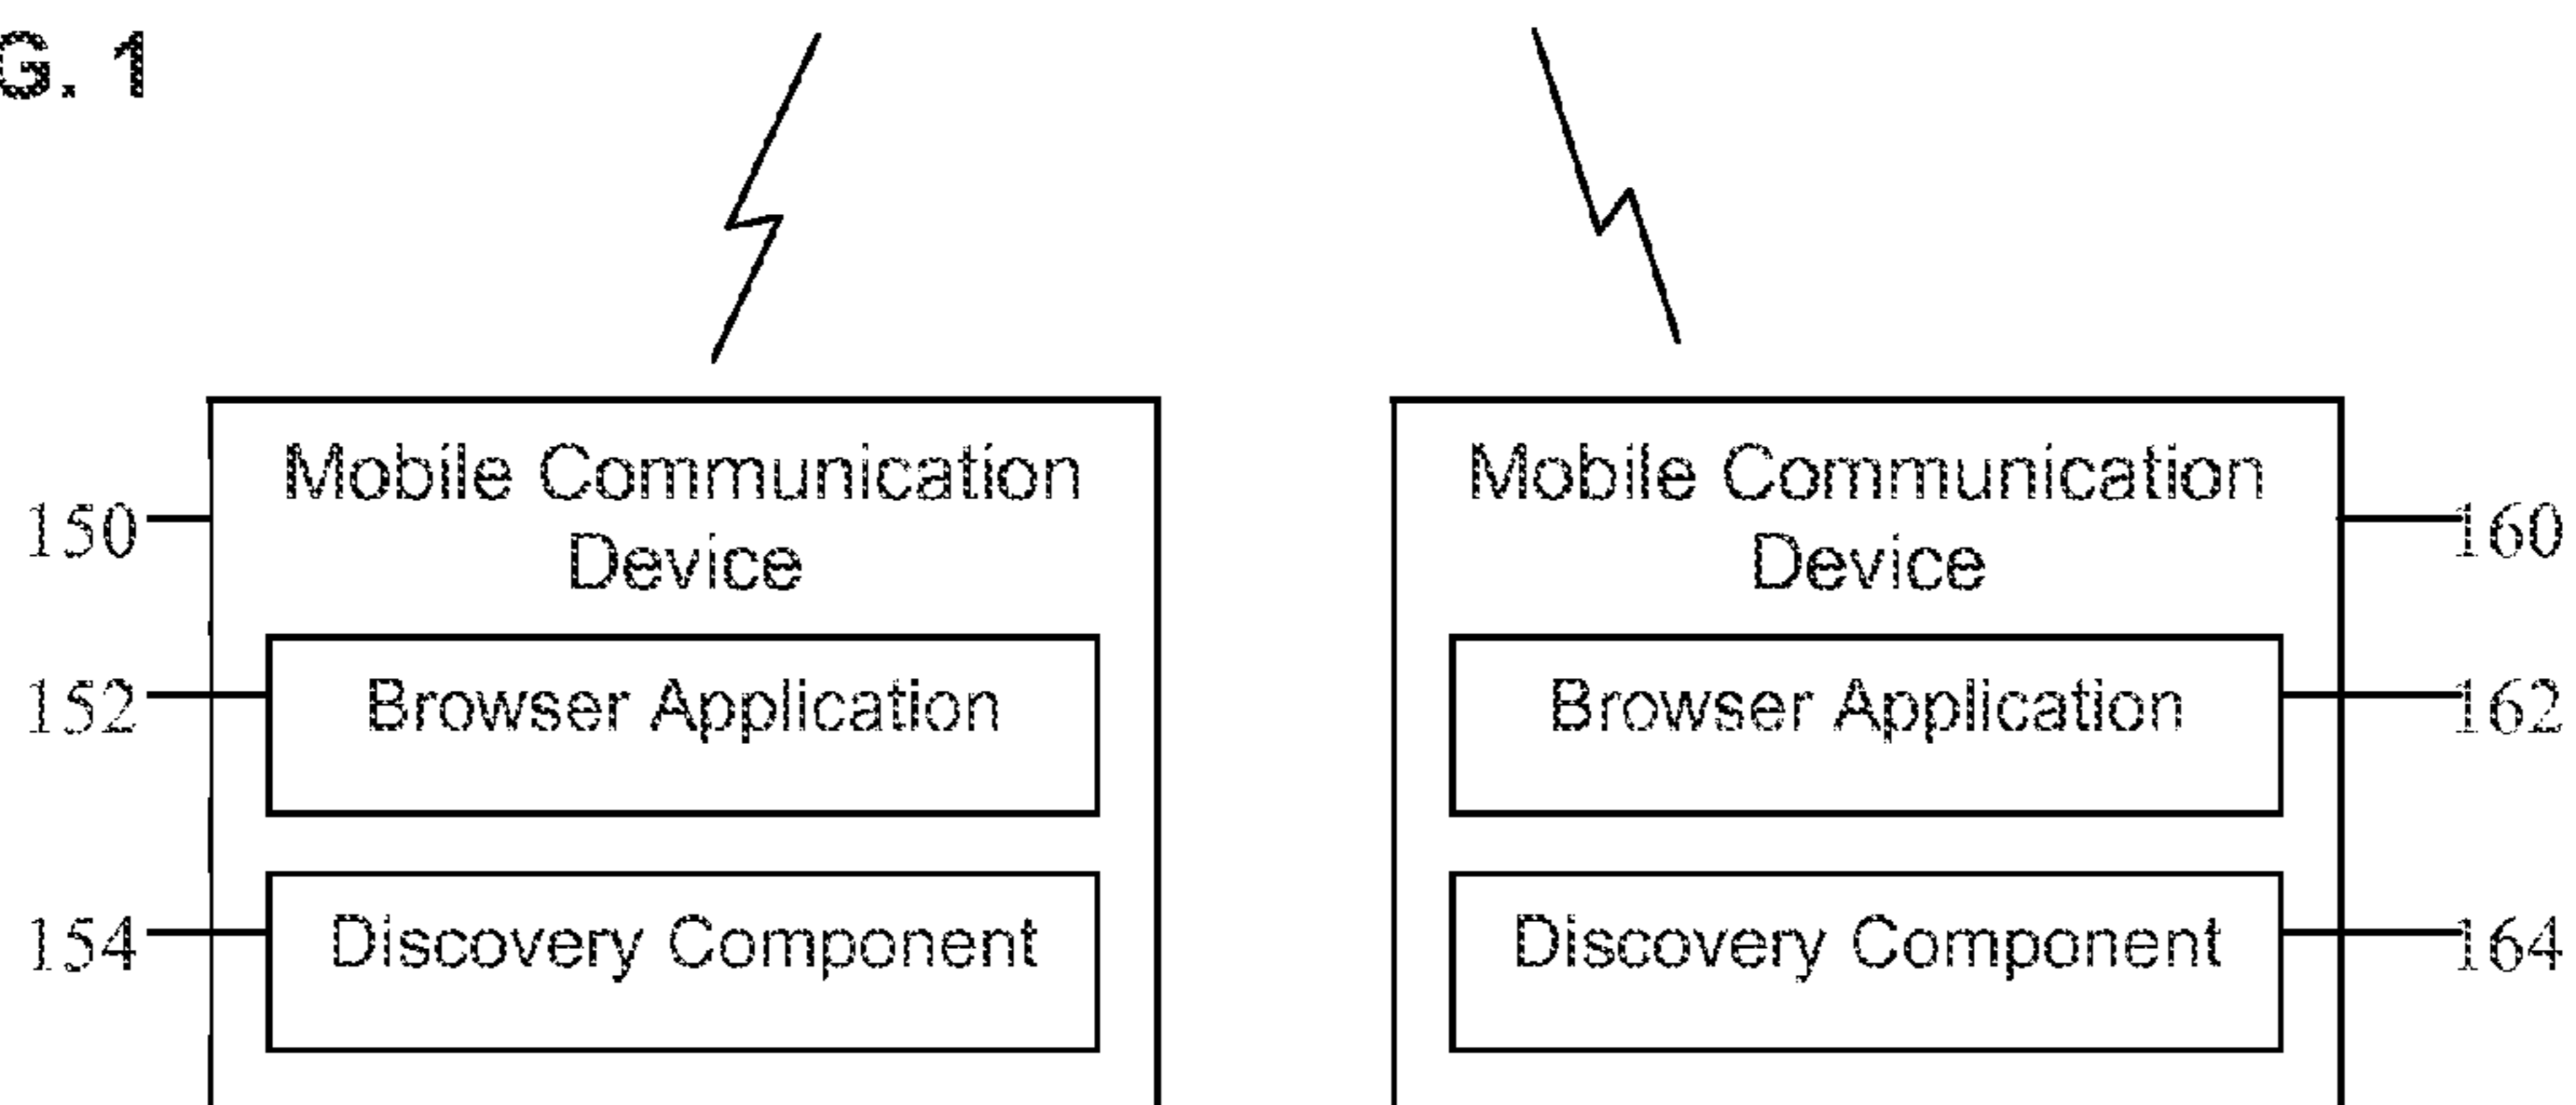 G. 1
Mobile Communication
Device
150
Browser Application
152
Discovery Component
154
Mobile Communication
Device
160
Browser Application
162
Discovery Component
164